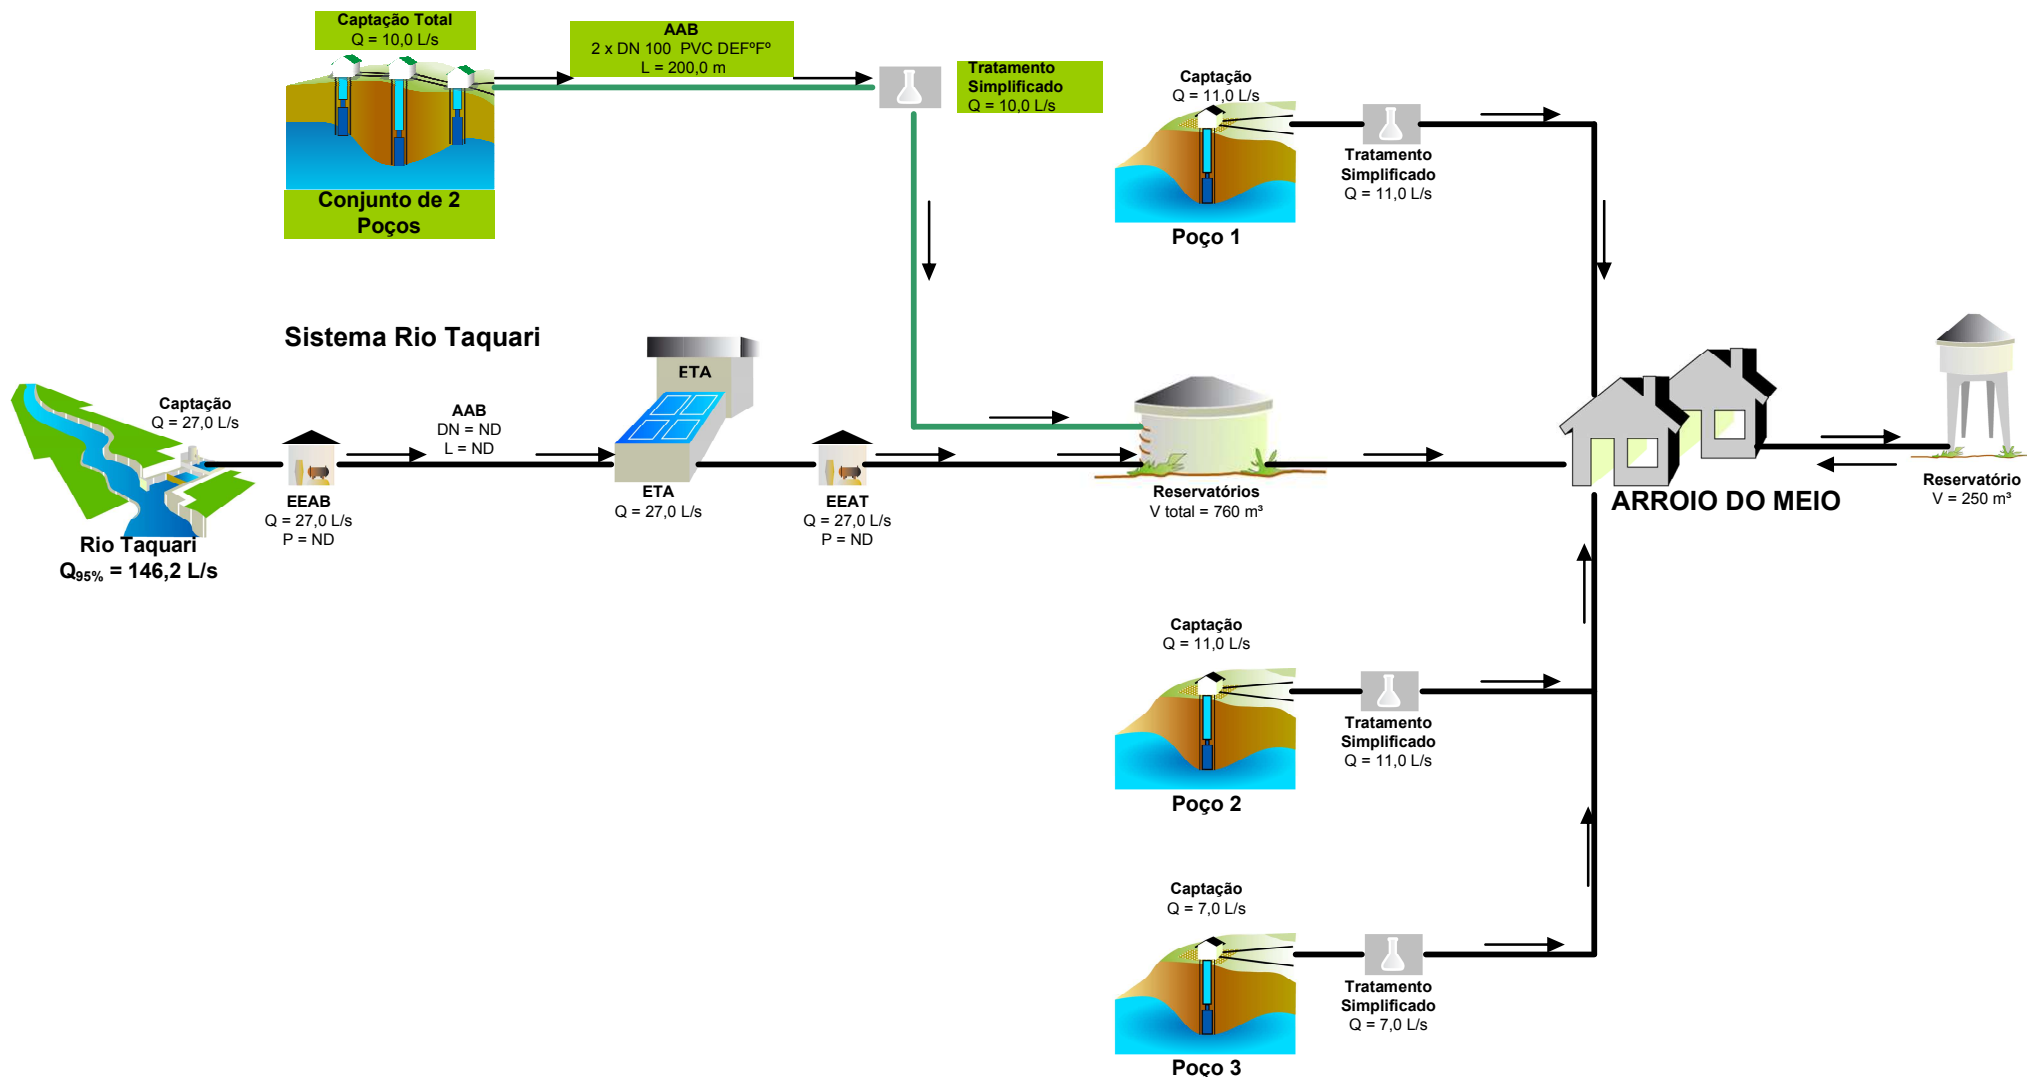 Captação Total
Q = 10,0 L/s
AAB
2 x DN 100  PVC DEFºFº
L = 200,0 m
Tratamento
Simplificado
Q = 10,0 L/s
Conjunto de 2
Poços
Captação
Q = 11,0 L/s
Tratamento
Simplificado
Q = 11,0 L/s
Poço 1
Sistema Rio Taquari
Captação
Q = 27,0 L/s
AAB
DN = ND
L = ND
ETA
EEAB
Q = 27,0 L/s
P = ND
ETA
Q = 27,0 L/s
EEAT
Q = 27,0 L/s
P = ND
Reservatórios
V total = 760 m³
ARROIO DO MEIO
Reservatório
V = 250 m³
Rio Taquari
Q95% = 146,2 L/s
Captação
Q = 11,0 L/s
Tratamento
Simplificado
Q = 11,0 L/s
Poço 2
Captação
Q = 7,0 L/s
Tratamento
Simplificado
Q = 7,0 L/s
Poço 3